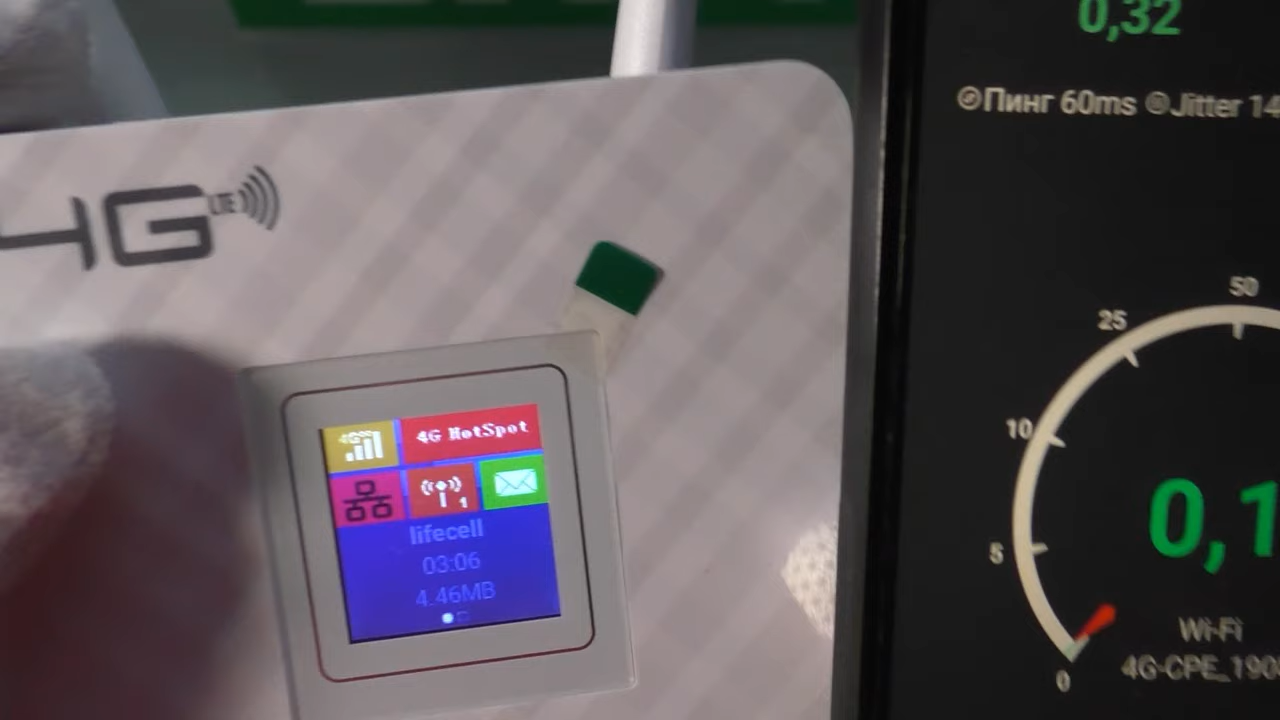 4G LTE
4G HotSpot
1
lifecell
03:06
4.46MB
0,32
Пинг 60ms Jitter 14
50
25
10
5
0
0,1
Wi-Fi
4G-CPE_190